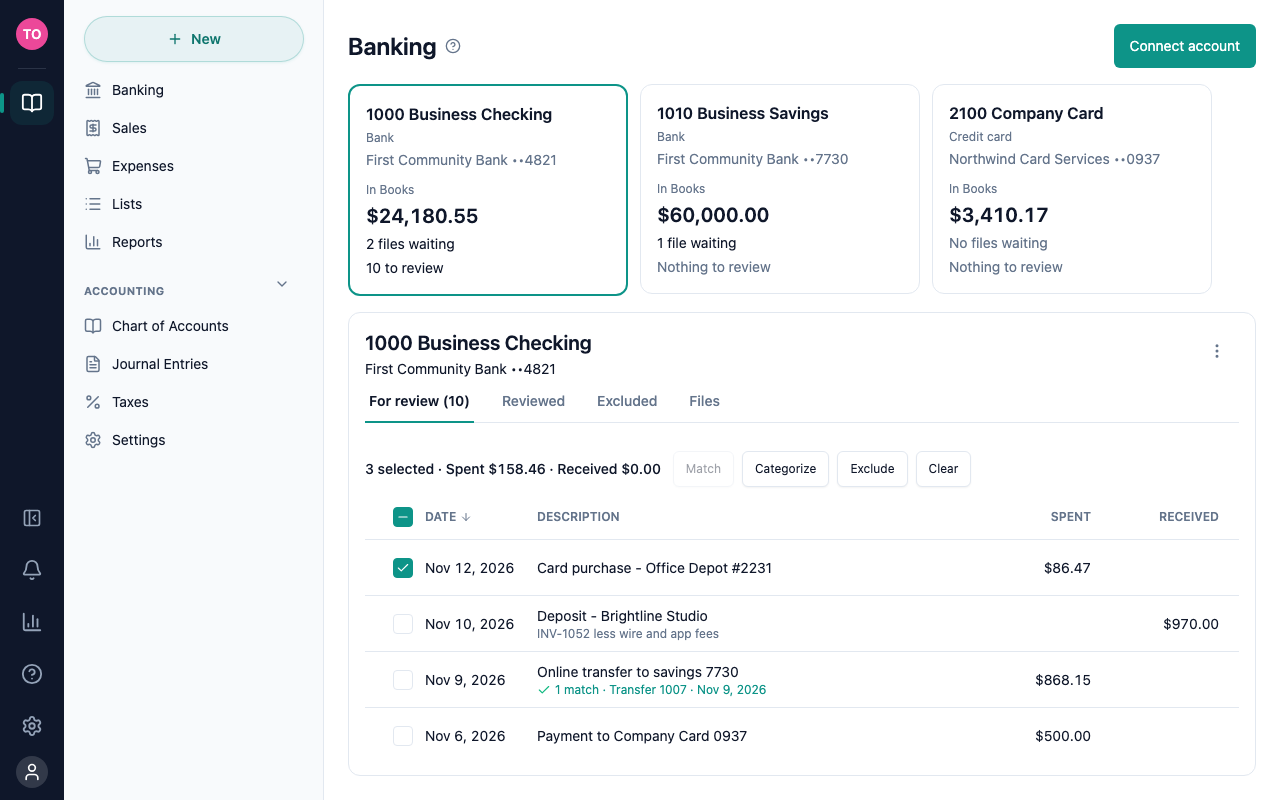 TO
New
Banking
Sales
Expenses
Lists
Reports
ACCOUNTING
Chart of Accounts
Journal Entries
Taxes
Settings
Banking
Connect account
1000 Business Checking
Bank
First Community Bank ••4821
In Books
$24,180.55
2 files waiting
10 to review
1010 Business Savings
Bank
First Community Bank ••7730
In Books
$60,000.00
1 file waiting
Nothing to review
2100 Company Card
Credit card
Northwind Card Services ••0937
In Books
$3,410.17
No files waiting
Nothing to review
1000 Business Checking
First Community Bank ••4821
For review (10) Reviewed Excluded Files
3 selected · Spent $158.46 · Received $0.00 Match Categorize Exclude Clear
DATE DESCRIPTION SPENT RECEIVED
Nov 12, 2026 Card purchase - Office Depot #2231 $86.47
Nov 10, 2026 Deposit - Brightline Studio $970.00
INV-1052 less wire and app fees
Nov 9, 2026 Online transfer to savings 7730 $868.15
1 match · Transfer 1007 · Nov 9, 2026
Nov 6, 2026 Payment to Company Card 0937 $500.00